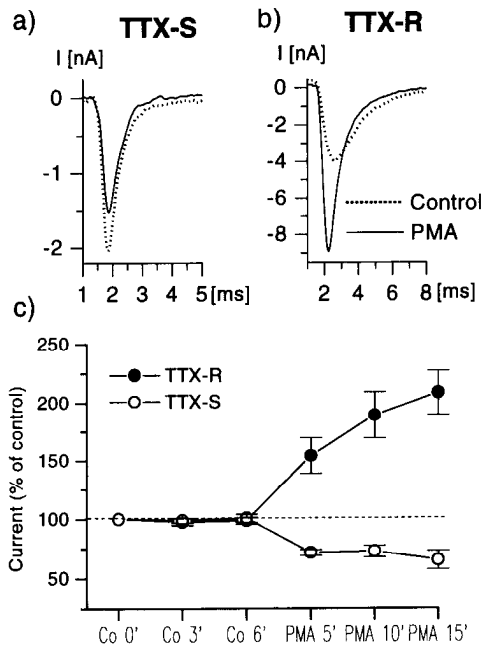 a) TTX-S
b) TTX-R
I [nA]
I [nA]
0
-1
-2
1 2 3 4 5 [ms]
0
-2
-4
-6
-8
2 4 6 8
[ms]
Control
PMA
c)
250
200
150
100
50
Current (% of control)
TTX-R
TTX-S
Co 0' Co 3' Co 6' PMA 5' PMA 10' PMA 15'